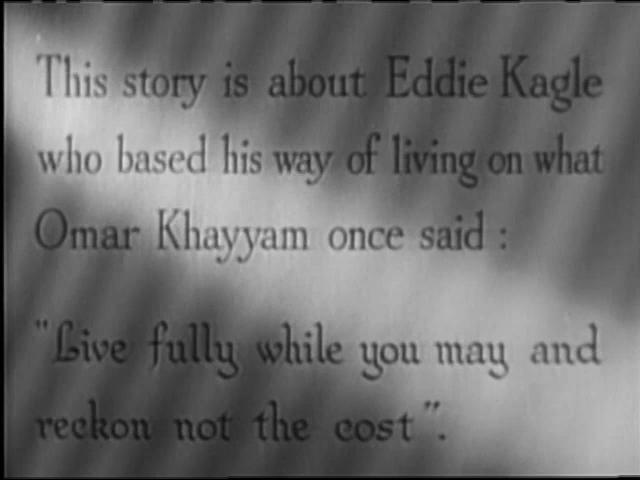 This story is about Eddie Kagle
who based his way of living on what
Omar Khayyam once said :
"Live fully while you may and
reckon not the cost".